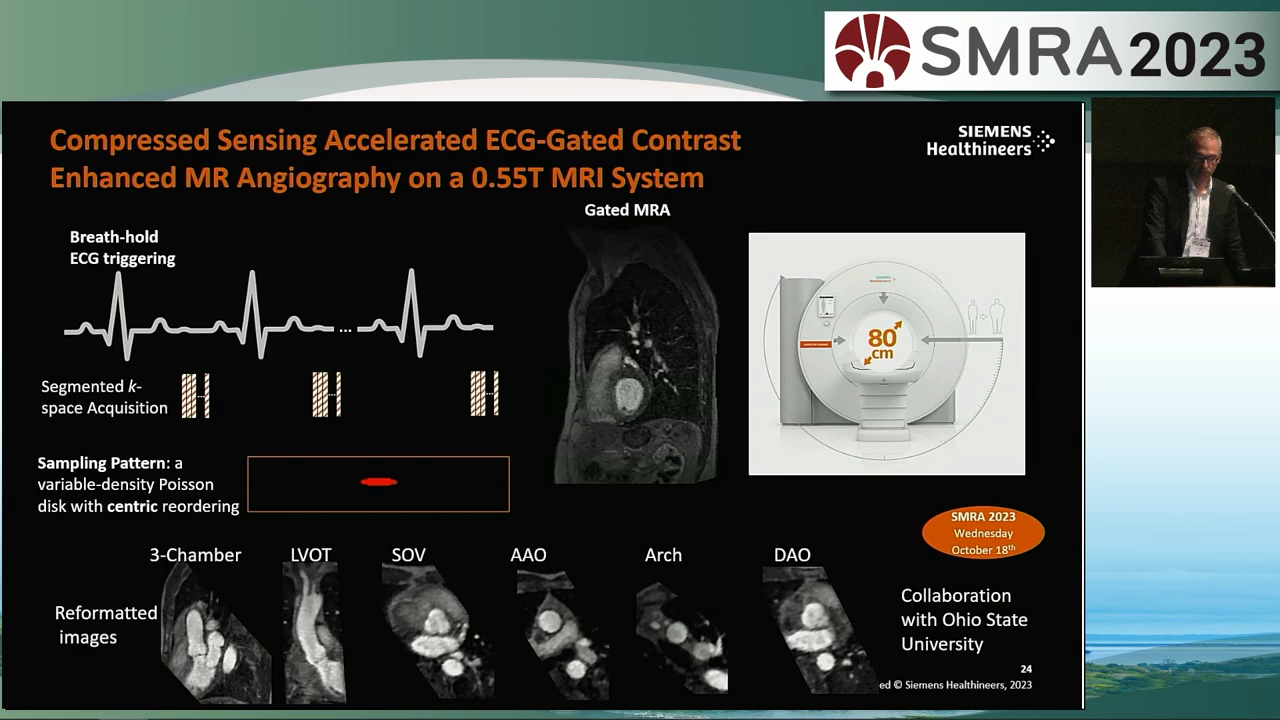 SMRA 2023
Compressed Sensing Accelerated ECG-Gated Contrast
Enhanced MR Angiography on a 0.55T MRI System
SIEMENS
Healthineers
Gated MRA
Breath-hold
ECG triggering
...
80
cm
Segmented k-
space Acquisition
Sampling Pattern: a
variable-density Poisson
disk with centric reordering
SMRA 2023
Wednesday
October 18th
3-Chamber
LVOT
SOV
AAO
Arch
DAO
Reformatted
images
Collaboration
with Ohio State
University
24
ed © Siemens Healthineers, 2023